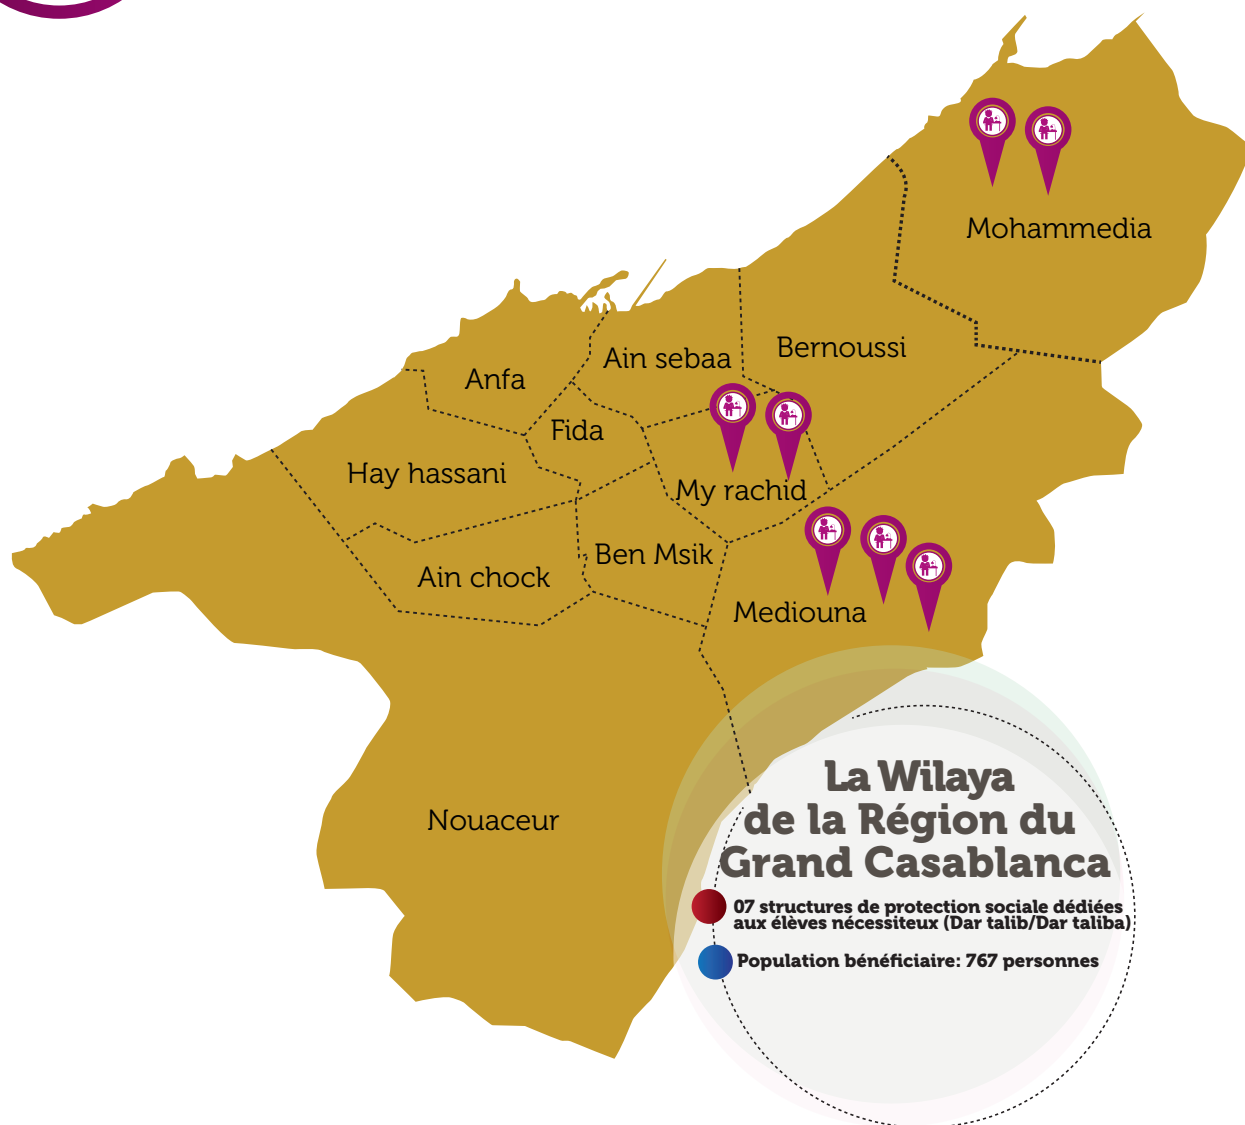 Mohammedia
Bernoussi
Ain sebaa
Anfa
Fida
Hay hassani
My rachid
Ben Msik
Ain chock
Mediouna
Nouaceur
La Wilaya
de la Région du
Grand Casablanca
07 structures de protection sociale dédiées
aux élèves nécessiteux (Dar talib/Dar taliba)
Population bénéficiaire: 767 personnes